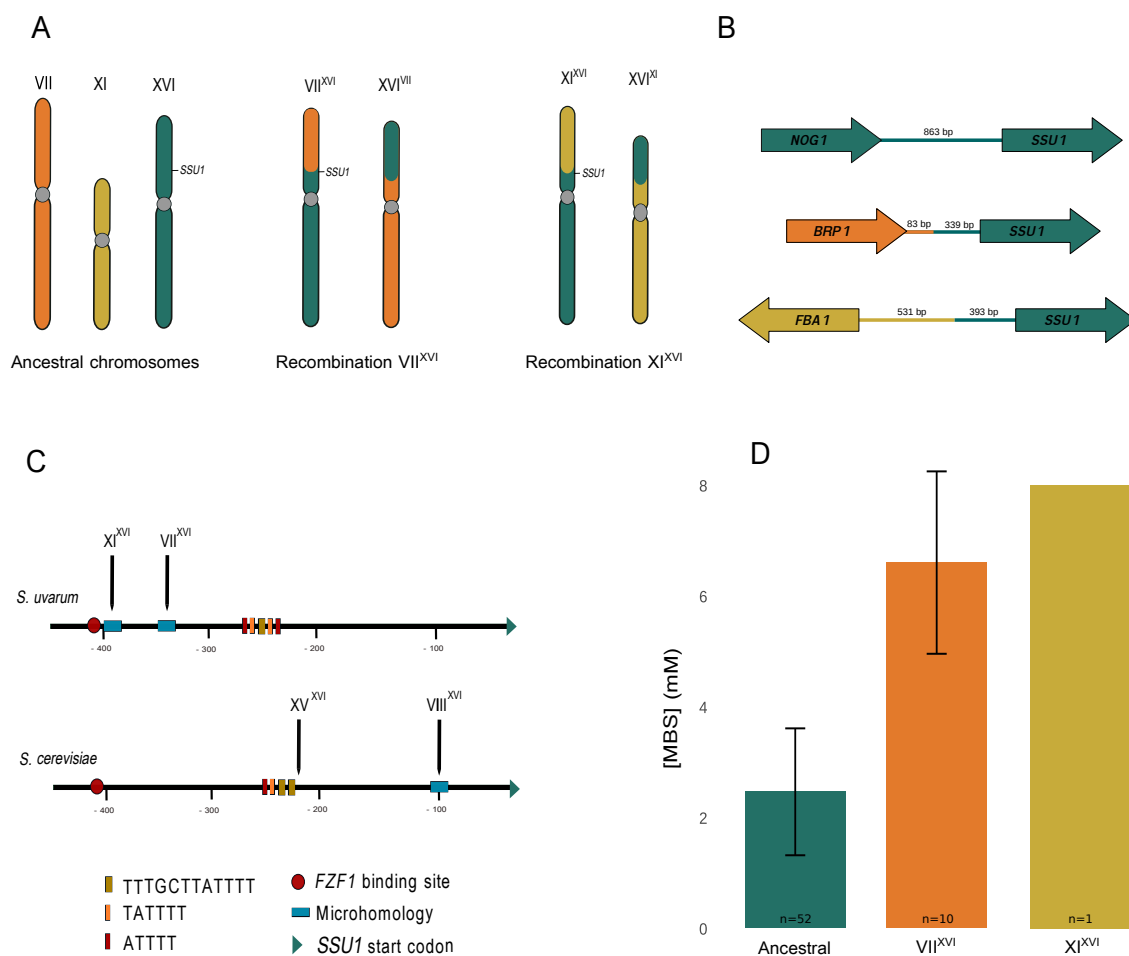 A
VII XI XVI
SSU1
Ancestral chromosomes
VII^XVI XVI^VII
SSU1
Recombination VII^XVI
XI^XVI XVI^XI
SSU1
Recombination XI^XVI
B
NOG1 863 bp SSU1
BRP1 83 bp 339 bp SSU1
FBA1 531 bp 393 bp SSU1
C
XI^XVI VII^XVI
S. uvarum
- 400 - 300 - 200 - 100
XV^XVI VIII^XVI
S. cerevisiae
- 400 - 300 - 200 - 100
TTTGCTTATTTT
TATTTT
ATTTT
FZF1 binding site
Microhomology
SSU1 start codon
D
[MBS] (mM)
8
6
4
2
0
n=52 n=10 n=1
Ancestral VII^XVI XI^XVI